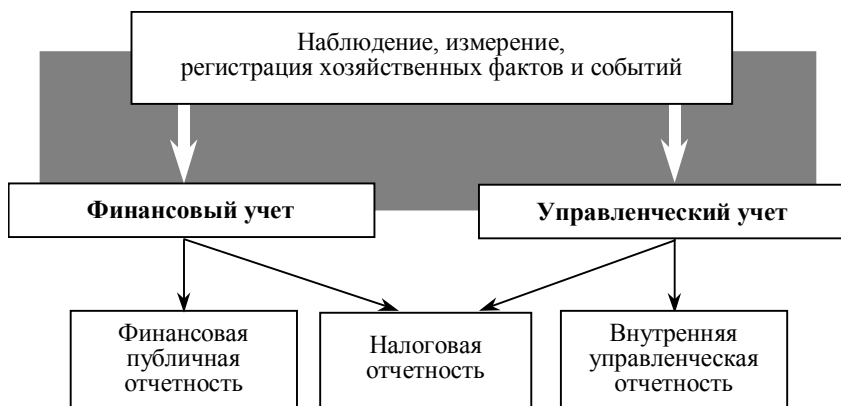 Наблюдение, измерение,
регистрация хозяйственных фактов и событий
Финансовый учет
Управленческий учет
Финансовая
публичная
отчетность
Налоговая
отчетность
Внутренняя
управленческая
отчетность